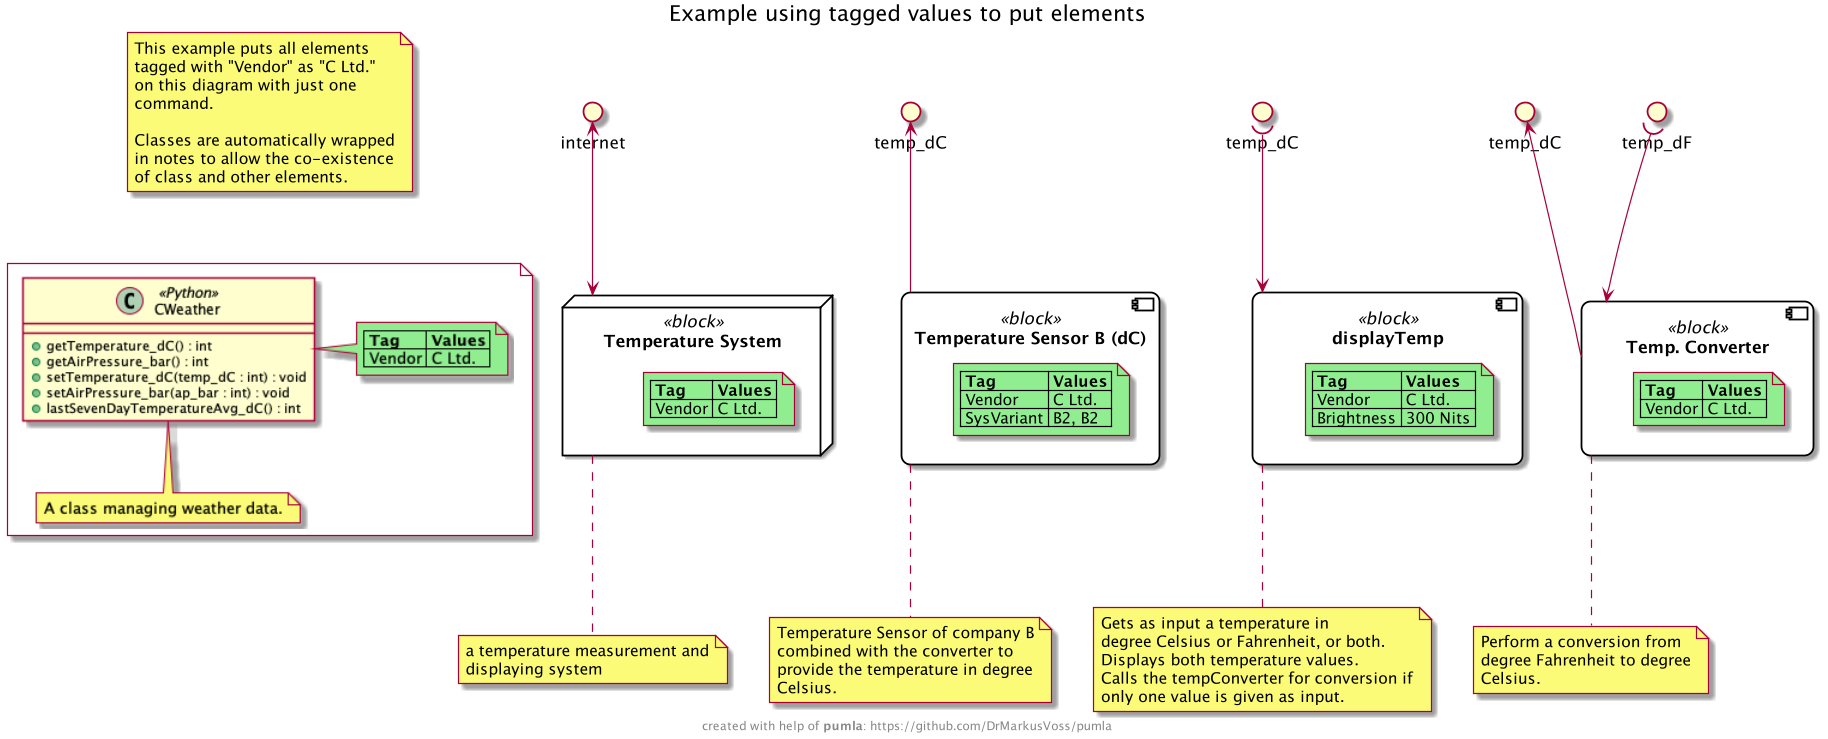 Example using tagged values to put elements
This example puts all elements
tagged with "Vendor" as "C Ltd."
on this diagram with just one
command.
Classes are automatically wrapped
in notes to allow the co-existence
of class and other elements.
internet
temp_dC
temp_dC
temp_dC
temp_dF
C
«Python»
CWeather
getTemperature_dC() : int
getAirPressure_bar() : int
setTemperature_dC(temp_dC : int) : void
setAirPressure_bar(ap_bar : int) : void
lastSevenDayTemperatureAvg_dC() : int
Tag Values
Vendor C Ltd.
A class managing weather data.
«block»
Temperature System
Tag Values
Vendor C Ltd.
«block»
Temperature Sensor B (dC)
Tag Values
Vendor C Ltd.
SysVariant B2, B2
«block»
displayTemp
Tag Values
Vendor C Ltd.
Brightness 300 Nits
«block»
Temp. Converter
Tag Values
Vendor C Ltd.
a temperature measurement and
displaying system
Temperature Sensor of company B
combined with the converter to
provide the temperature in degree
Celsius.
Gets as input a temperature in
degree Celsius or Fahrenheit, or both.
Displays both temperature values.
Calls the tempConverter for conversion if
only one value is given as input.
Perform a conversion from
degree Fahrenheit to degree
Celsius.
created with help of pumla: https://github.com/DrMarkusVoss/pumla